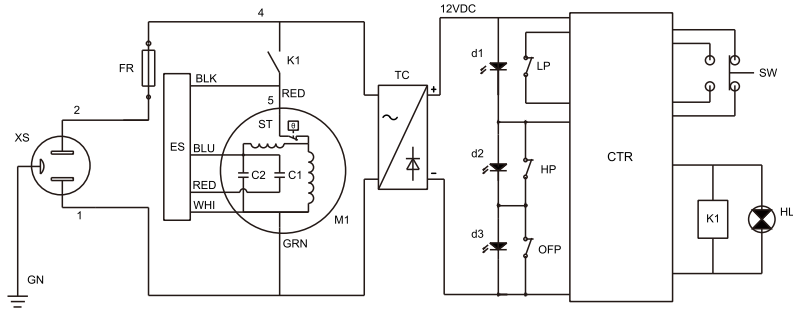 4
12VDC
K1
TC
FR
BLK
RED
5
ST
θ
d1
LP
SW
+
2
XS
ES
BLU
C2
C1
RED
WHI
M1
GRN
1
GN
-
d2
HP
d3
OFP
CTR
K1
HL